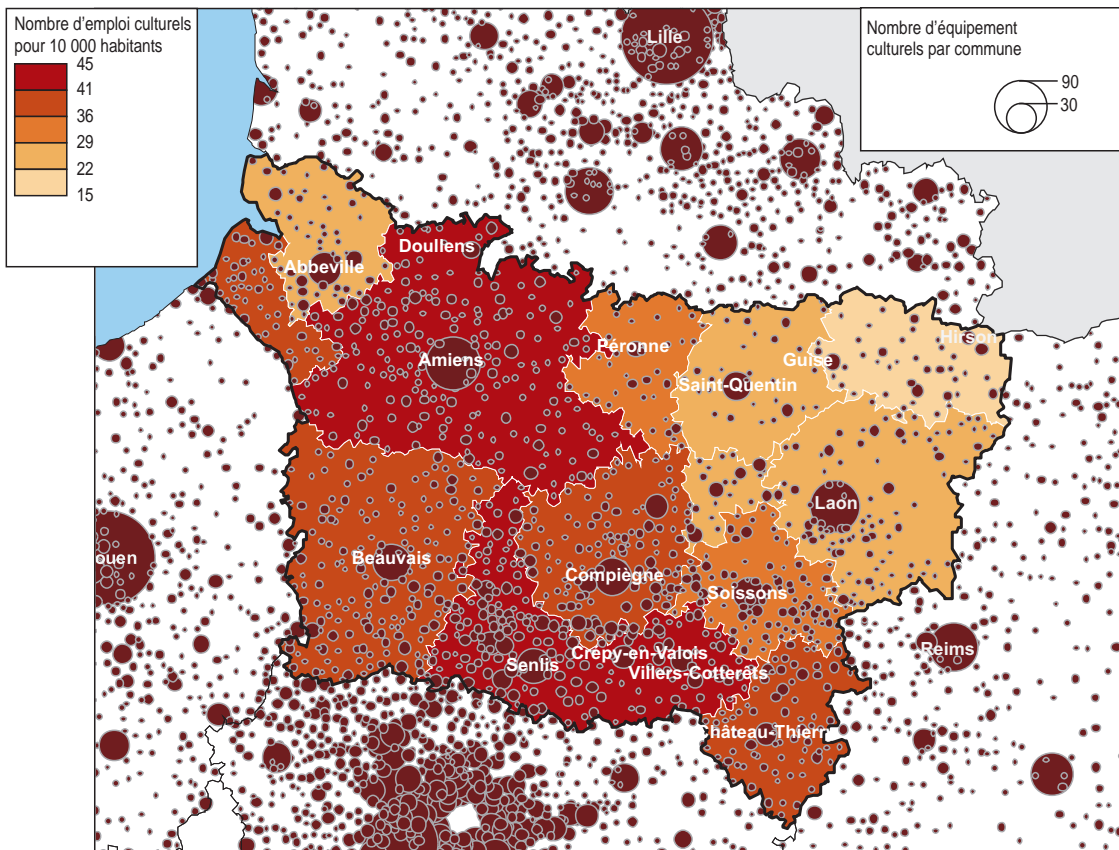 Nombre d'emploi culturels
pour 10 000 habitants
45
41
36
29
22
15
Nombre d'équipement
culturels par commune
90
30
Lille
Doullens
Abbeville
Amiens
Péronne
Guise
Hirson
Saint-Quentin
Laon
ouen
Beauvais
Compiègne
Soissons
Reims
Crépy-en-Valois
Senlis
Villers-Cotterêts
Château-Thierr